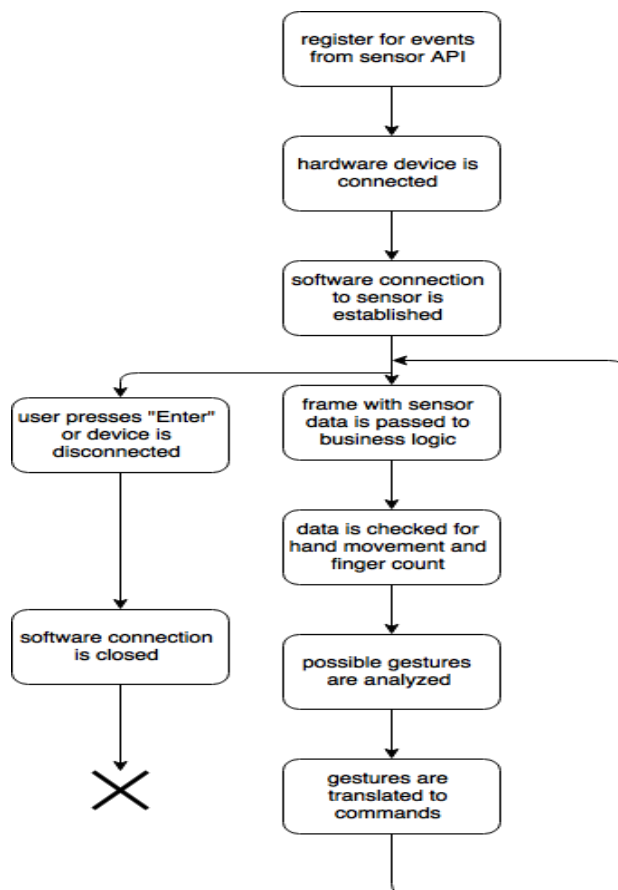 register for events
from sensor API
hardware device is
connected
software connection
to sensor is
established
user presses "Enter"
or device is
disconnected
frame with sensor
data is passed to
business logic
data is checked for
hand movement and
finger count
software connection
is closed
possible gestures
are analyzed
gestures are
translated to
commands